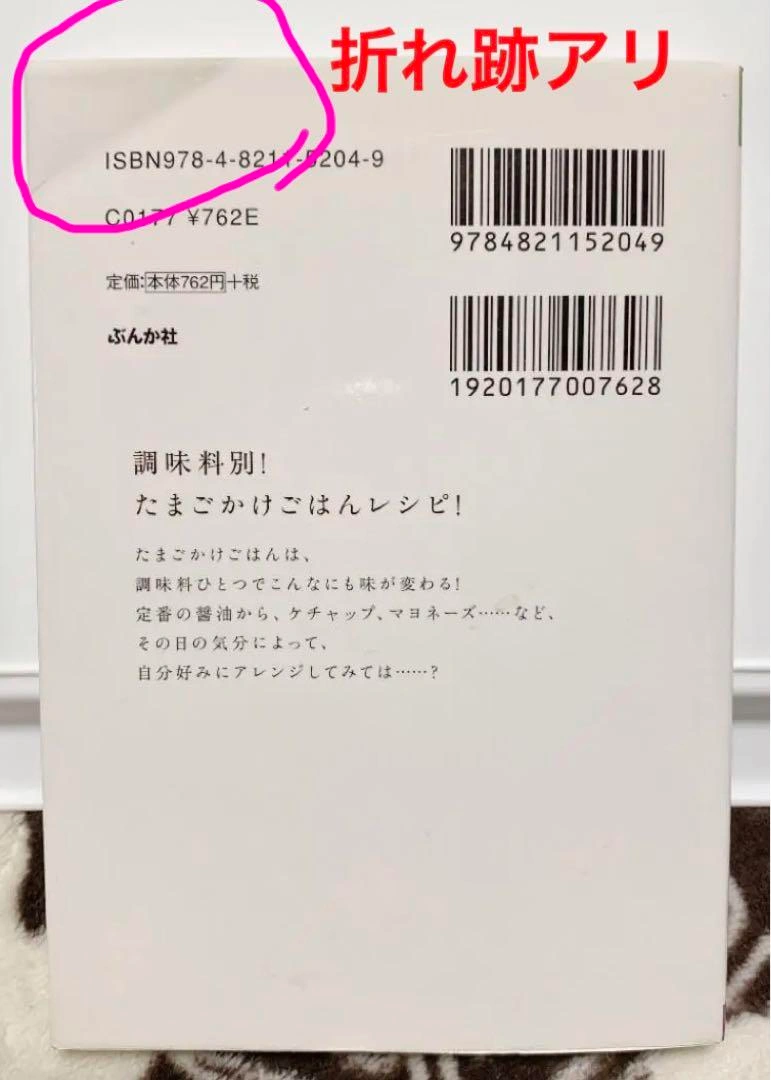 折れ跡アリ
ISBN978-4-8211-5204-9
C0177 ¥762E
定価:本体762円+税
ぶんか社
9784821152049
1920177007628
調味料別!
たまごかけごはんレシピ!
たまごかけごはんは、
調味料ひとつでこんなにも味が変わる!
定番の醤油から、ケチャップ、マヨネーズ……など、
その日の気分によって、
自分好みにアレンジしてみては……?